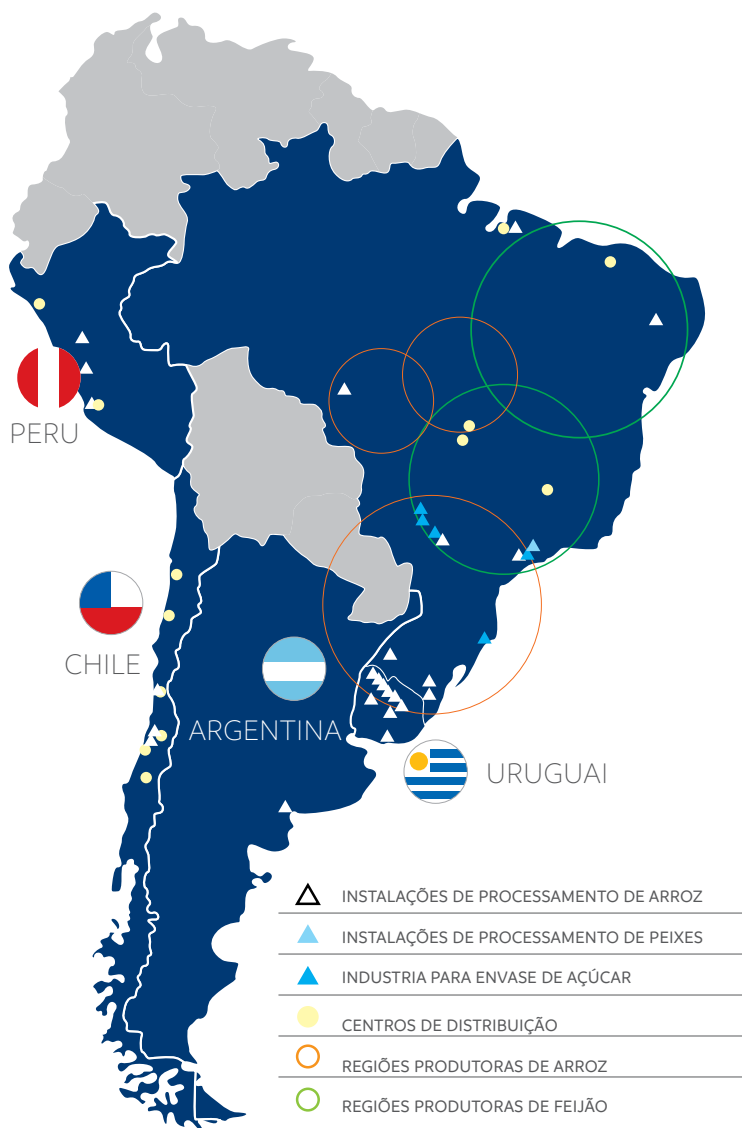 PERU
CHILE
ARGENTINA
URUGUAI
INSTALAÇÕES DE PROCESSAMENTO DE ARROZ
INSTALAÇÕES DE PROCESSAMENTO DE PEIXES
INDUSTRIA PARA ENVASE DE AÇÚCAR
CENTROS DE DISTRIBUIÇÃO
REGIÕES PRODUTORAS DE ARROZ
REGIÕES PRODUTORAS DE FEIJÃO